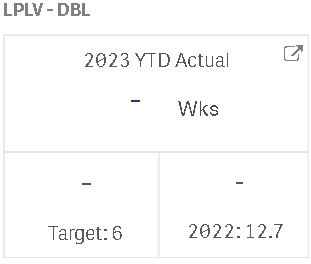 LPLV - DBL
2023 YTD Actual
- Wks
- -
Target: 6 2022: 12.7